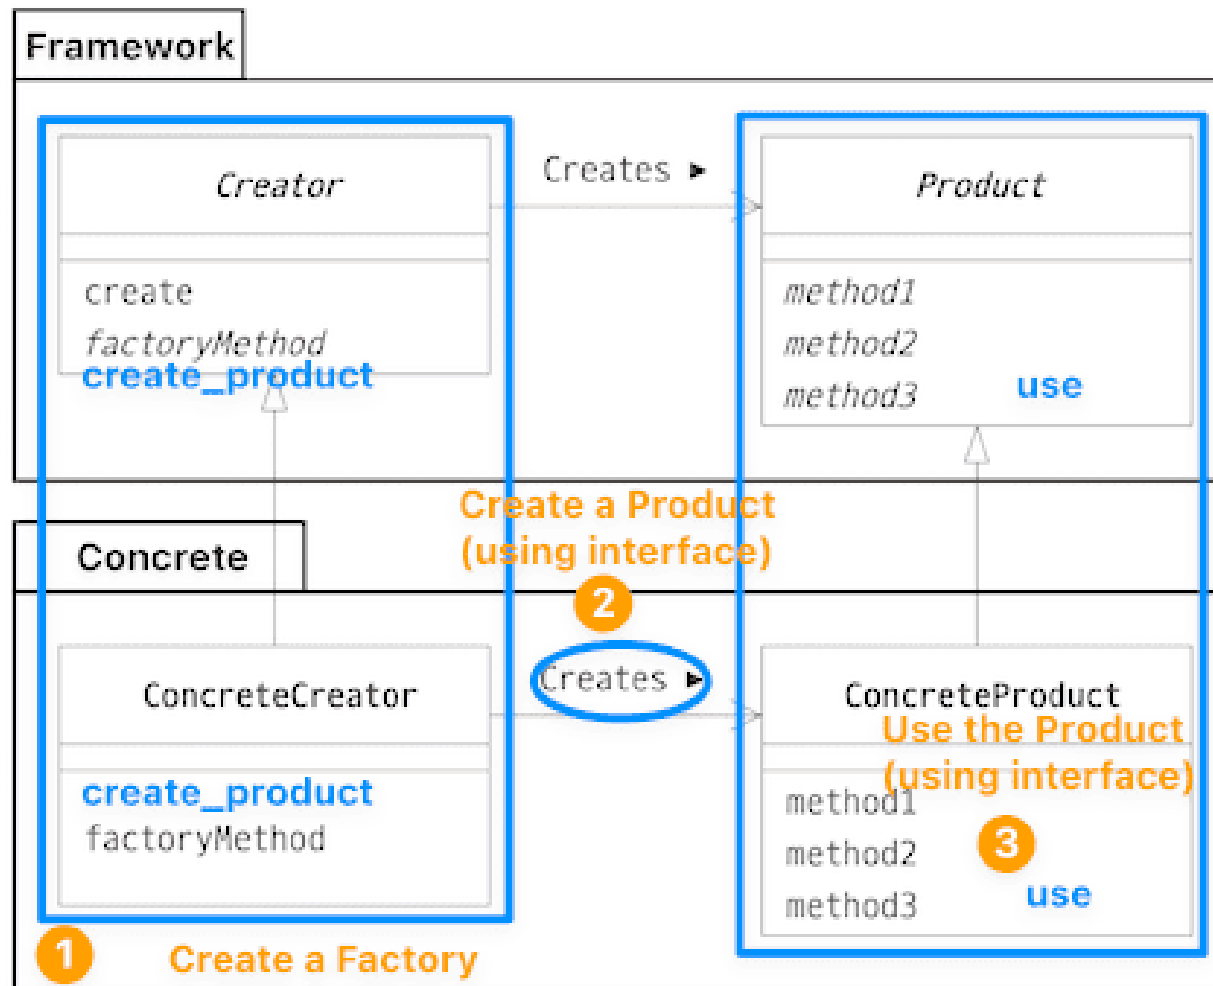 Framework
Creator
Creates ▶
Product
create
factoryMethod
create_product
method1
method2
method3
use
Create a Product
(using interface)
2
Concrete
ConcreteCreator
Creates ▶
ConcreteProduct
Use the Product
(using interface)
create_product
factoryMethod
method1
method2
method3
3
use
1
Create a Factory